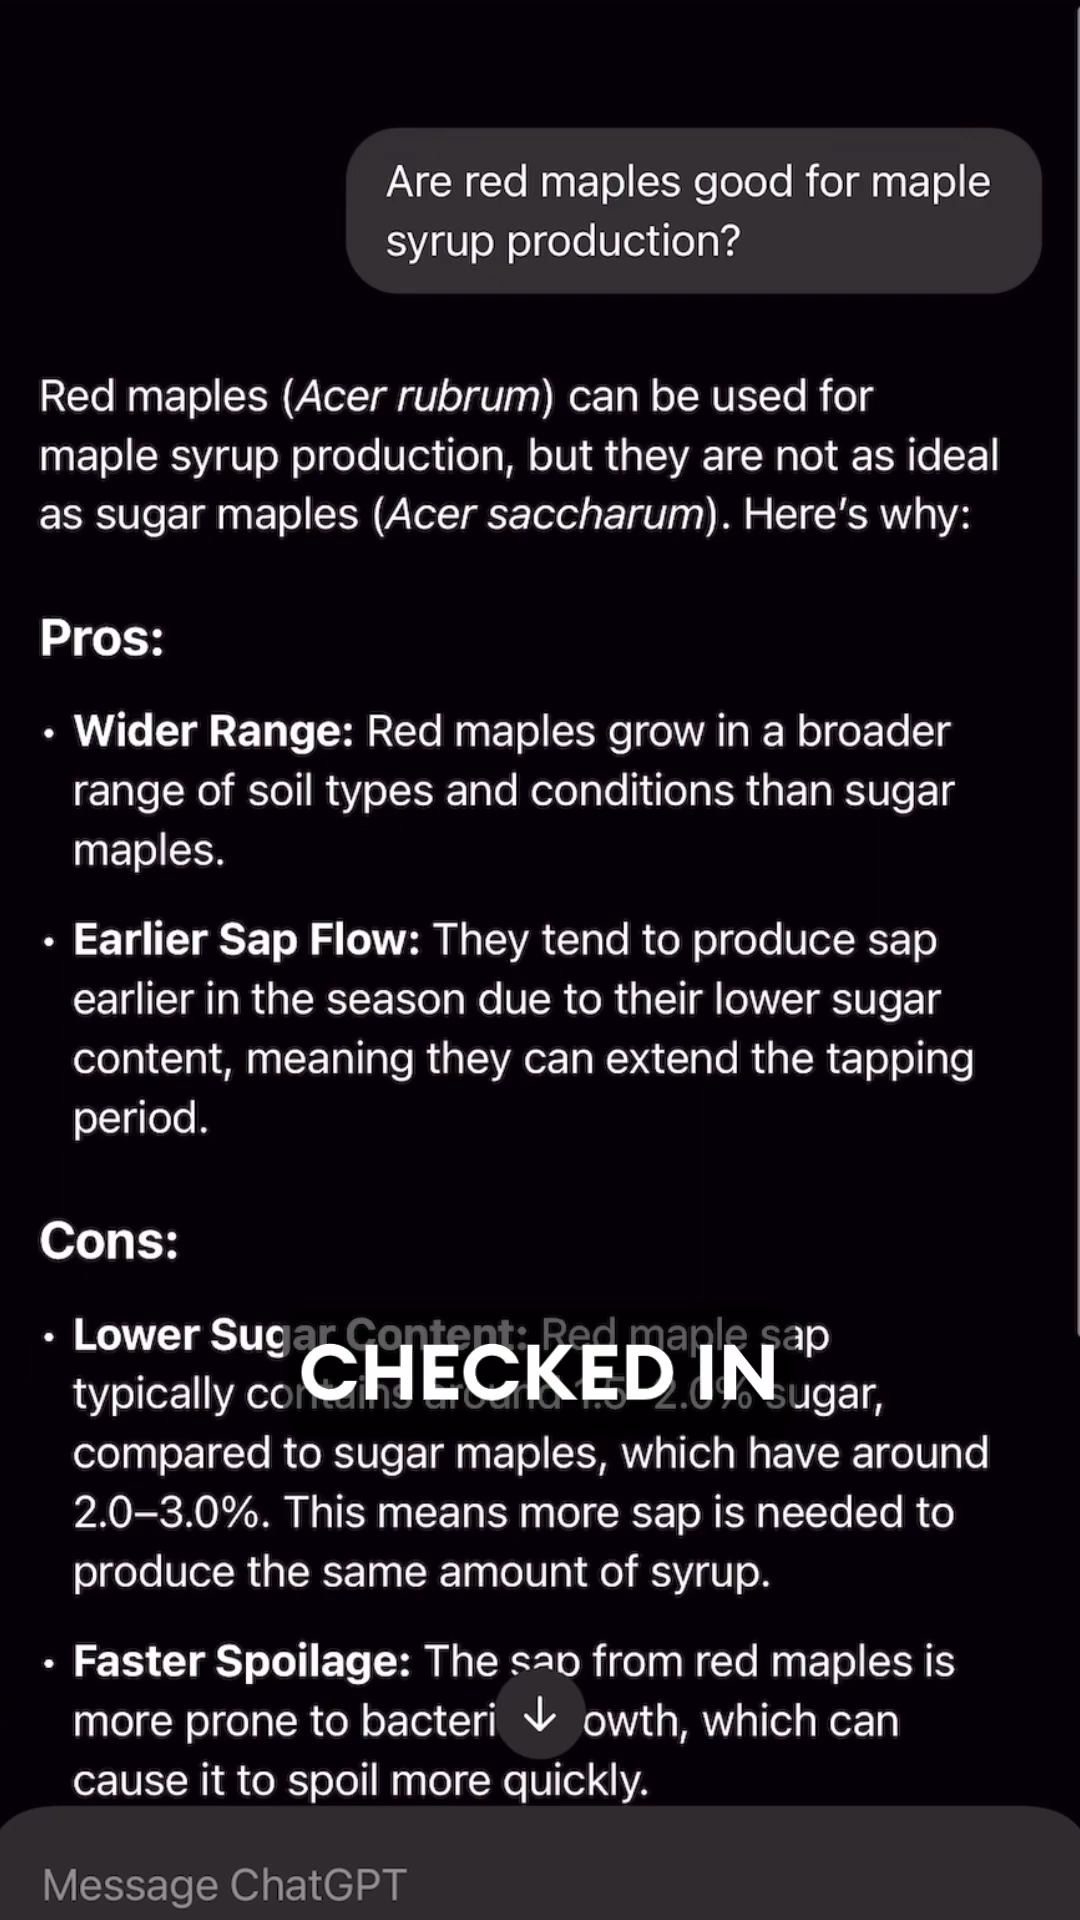 Are red maples good for maple
syrup production?
Red maples (Acer rubrum) can be used for
maple syrup production, but they are not as ideal
as sugar maples (Acer saccharum). Here's why:
Pros:
• Wider Range: Red maples grow in a broader
range of soil types and conditions than sugar
maples.
• Earlier Sap Flow: They tend to produce sap
earlier in the season due to their lower sugar
content, meaning they can extend the tapping
period.
Cons:
• Lower Sugar Content: Red maple sap
CHECKED IN
typically contains around 1.5–2.0% sugar,
compared to sugar maples, which have around
2.0–3.0%. This means more sap is needed to
produce the same amount of syrup.
• Faster Spoilage: The sap from red maples is
more prone to bacteri owth, which can
cause it to spoil more quickly.
Message ChatGPT